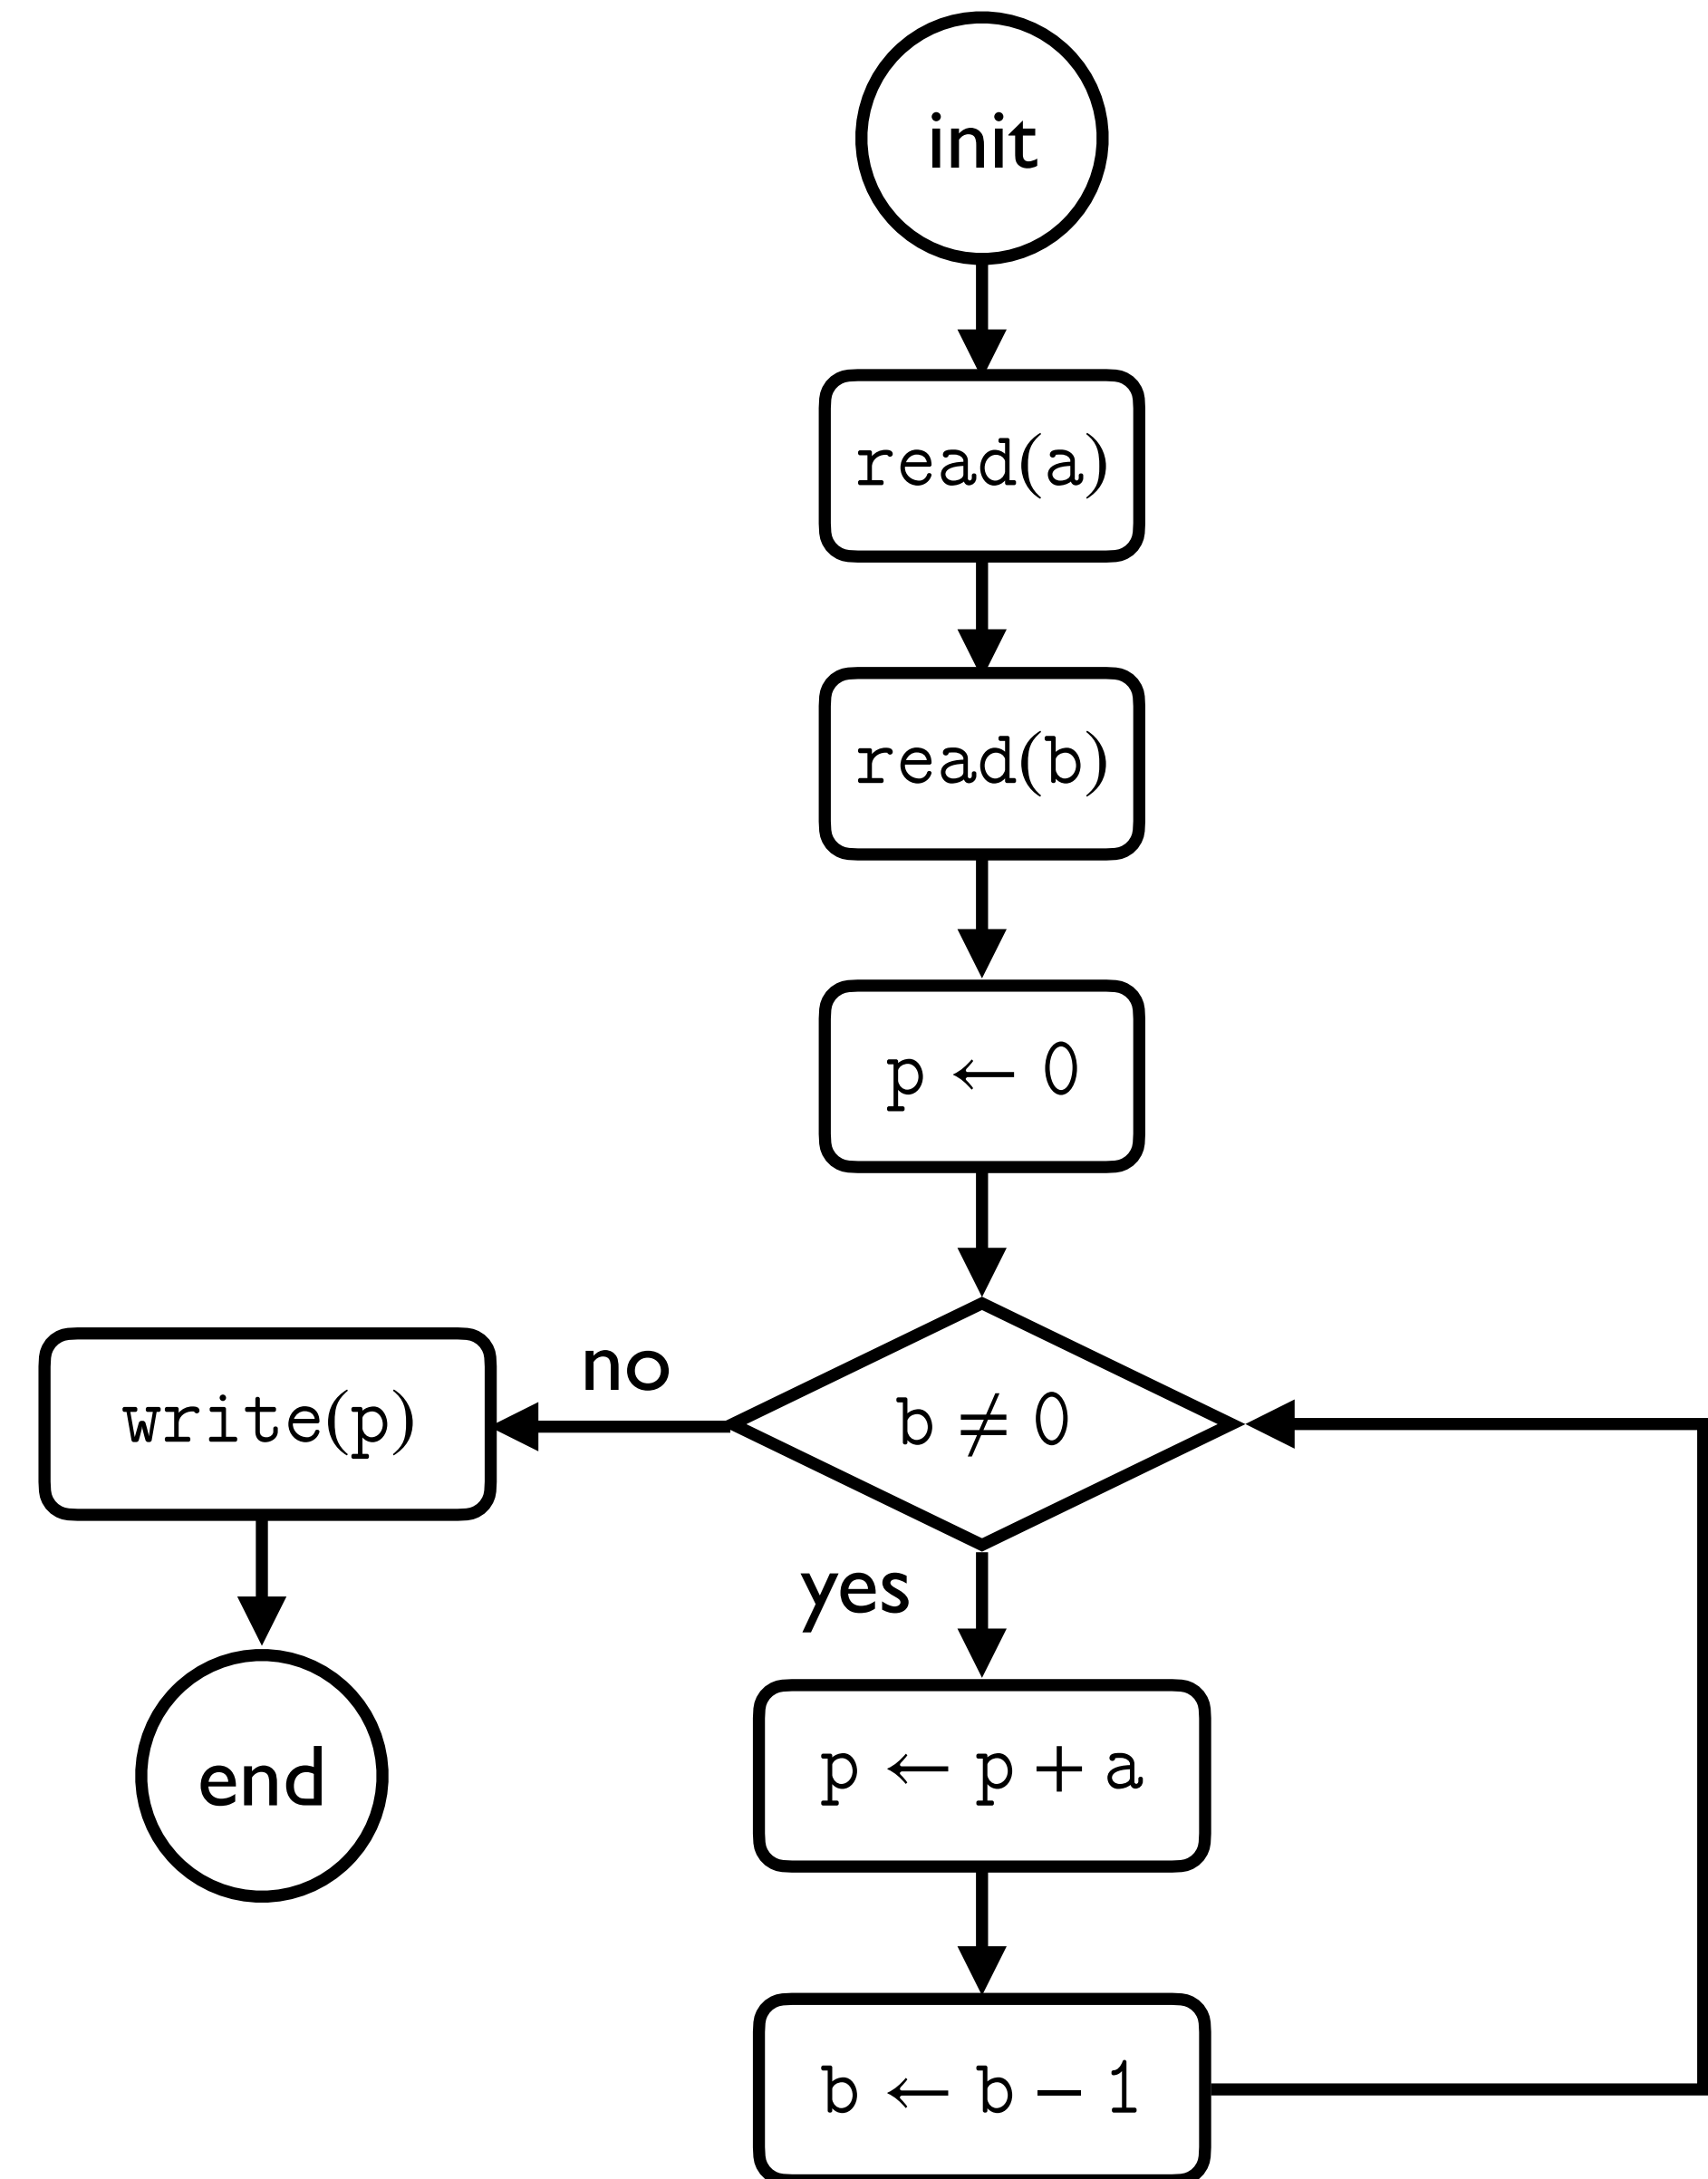 init
read(a)
read(b)
p ← 0
no
write(p)
b ≠ 0
yes
p ← p + a
end
b ← b − 1